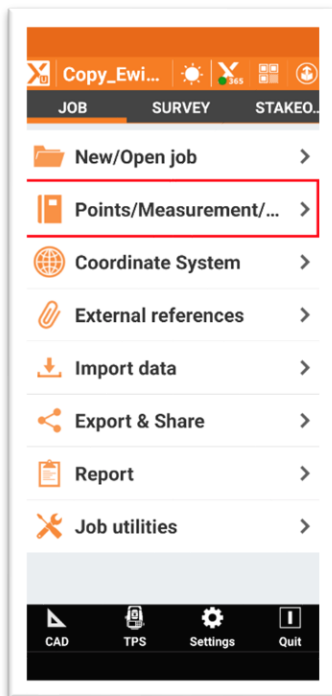 Copy_Ewi... 365
JOB SURVEY STAKEO..
New/Open job
Points/Measurement/...
Coordinate System
External references
Import data
Export & Share
Report
Job utilities
CAD TPS Settings Quit